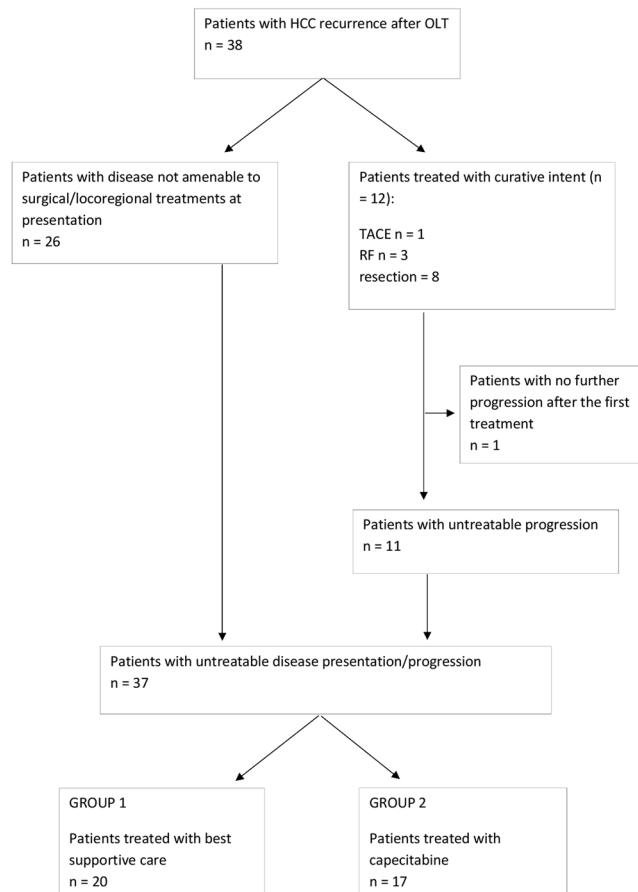 Patients with HCC recurrence after OLT
n = 38
Patients with disease not amenable to
surgical/locoregional treatments at
presentation
n = 26
Patients treated with curative intent (n
= 12):
TACE n = 1
RF n = 3
resection = 8
Patients with no further
progression after the first
treatment
n = 1
Patients with untreatable progression
n = 11
Patients with untreatable disease presentation/progression
n = 37
GROUP 1
Patients treated with best
supportive care
n = 20
GROUP 2
Patients treated with
capecitabine
n = 17